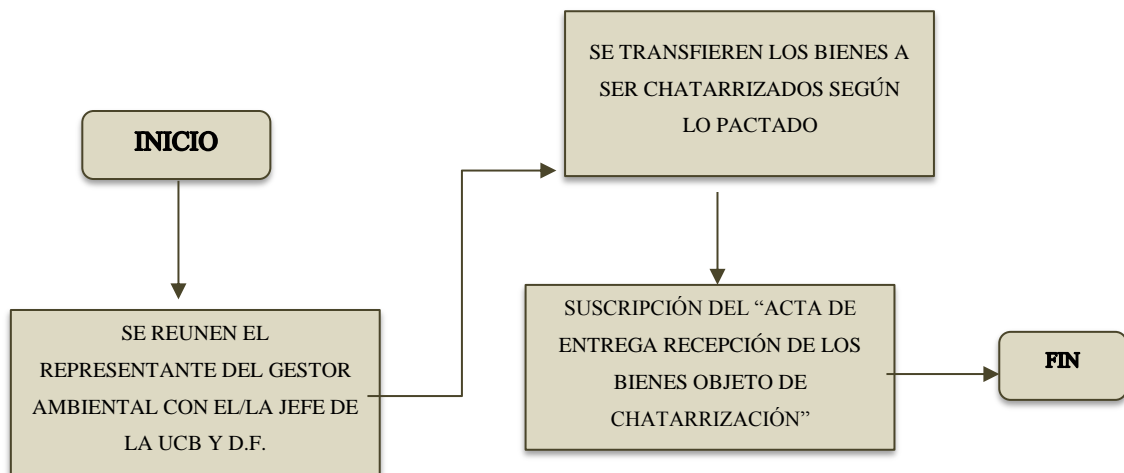 INICIO
SE REUNEN EL
REPRESENTANTE DEL GESTOR
AMBIENTAL CON EL/LA JEFE DE
LA UCB Y D.F.
SE TRANSFIEREN LOS BIENES A
SER CHATARRIZADOS SEGÚN
LO PACTADO
SUSCRIPCIÓN DEL “ACTA DE
ENTREGA RECEPCIÓN DE LOS
BIENES OBJETO DE
CHATARRIZACIÓN”
FIN